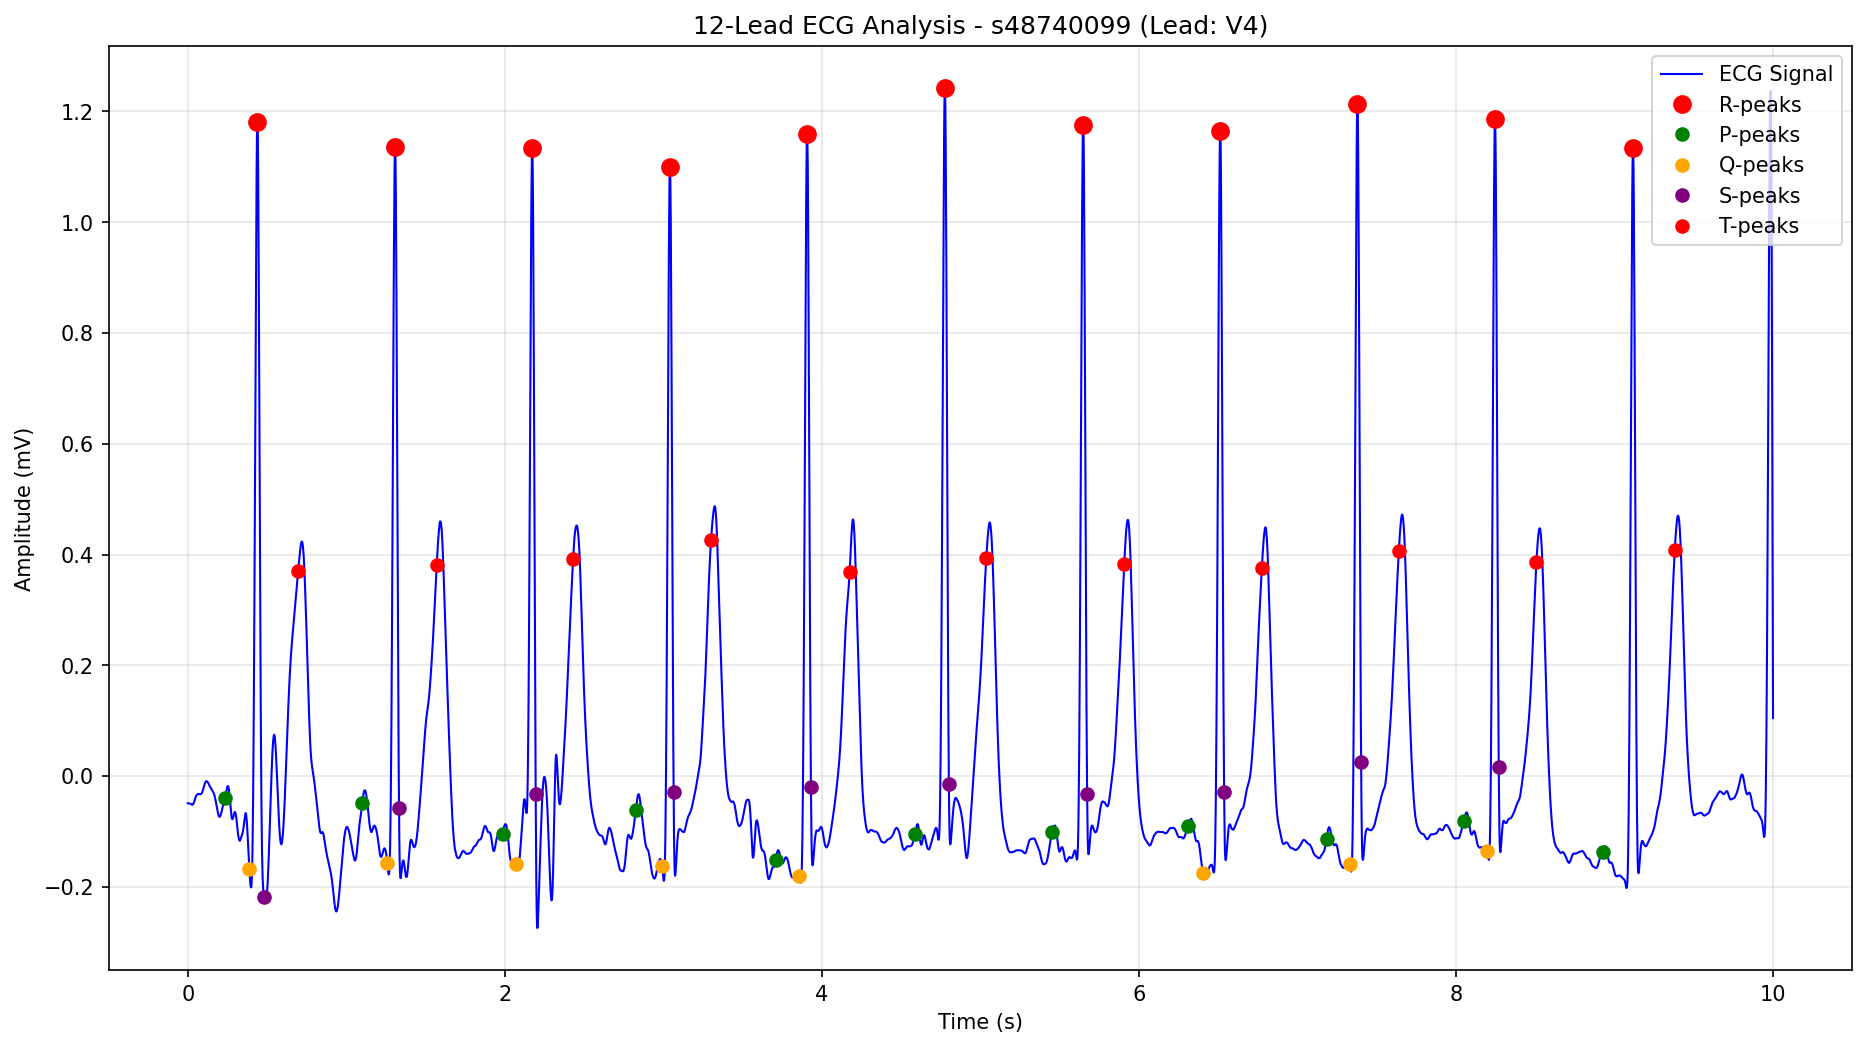 12-Lead ECG Analysis - s48740099 (Lead: V4)
ECG Signal
R-peaks
P-peaks
Q-peaks
S-peaks
T-peaks
Amplitude (mV)
1.2
1.0
0.8
0.6
0.4
0.2
0.0
−0.2
0 2 4 6 8 10
Time (s)